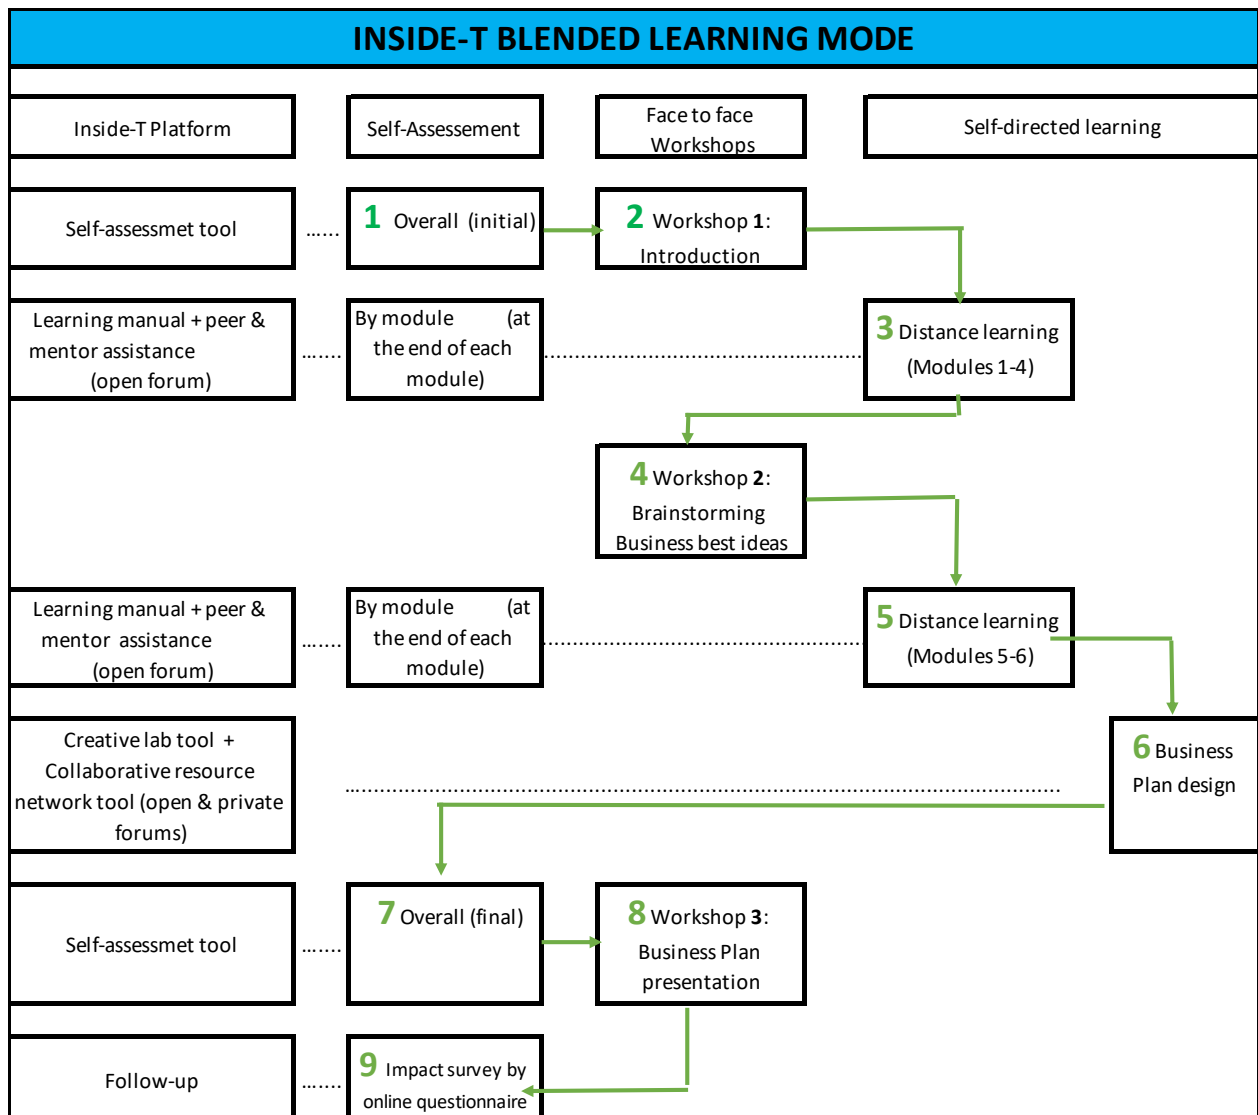 INSIDE-T BLENDED LEARNING MODE
Inside-T Platform
Self-Assessement
Face to face
Workshops
Self-directed learning
Self-assessmet tool
.......
1 Overall (initial)
2 Workshop 1:
Introduction
Learning manual + peer &
mentor assistance
(open forum)
.......
By module (at
the end of each
module)
3 Distance learning
(Modules 1-4)
4 Workshop 2:
Brainstorming
Business best ideas
Learning manual + peer &
mentor assistance
(open forum)
.......
By module (at
the end of each
module)
5 Distance learning
(Modules 5-6)
Creative lab tool +
Collaborative resource
network tool (open & private
forums)
6 Business
Plan design
Self-assessmet tool
.......
7 Overall (final)
8 Workshop 3:
Business Plan
presentation
Follow-up
.......
9 Impact survey by
online questionnaire